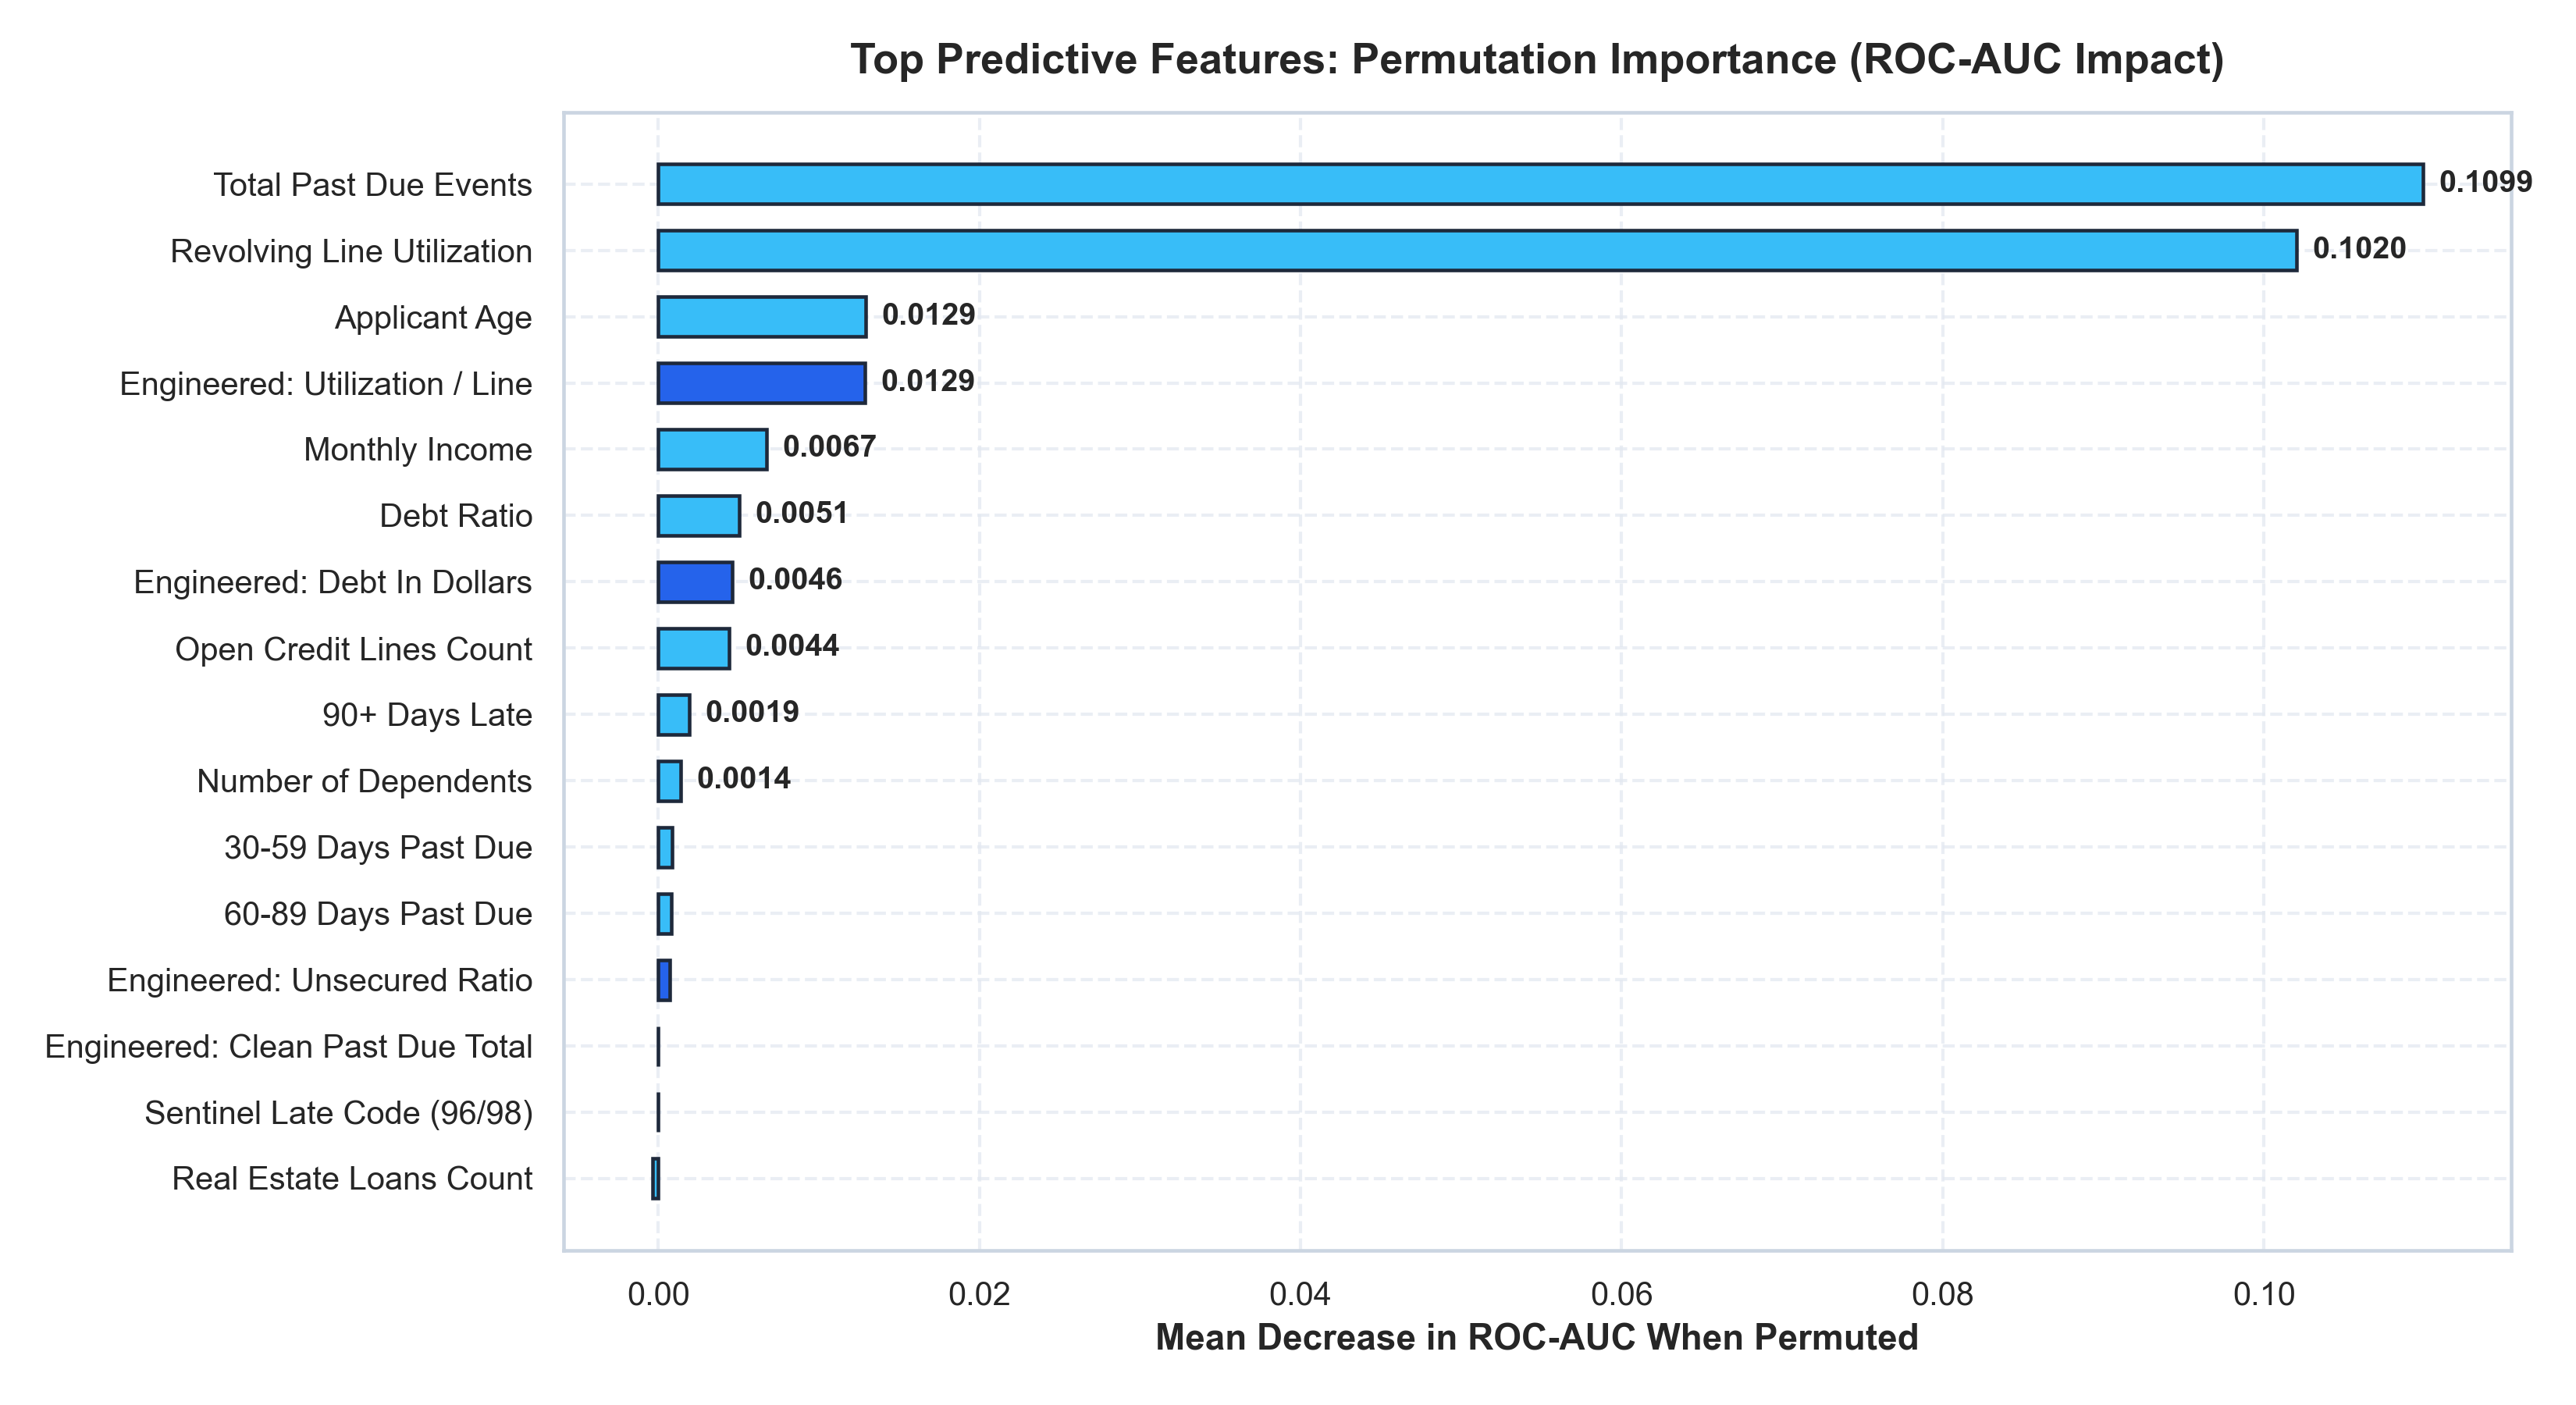 Top Predictive Features: Permutation Importance (ROC-AUC Impact)
Total Past Due Events 0.1099
Revolving Line Utilization 0.1020
Applicant Age 0.0129
Engineered: Utilization / Line 0.0129
Monthly Income 0.0067
Debt Ratio 0.0051
Engineered: Debt In Dollars 0.0046
Open Credit Lines Count 0.0044
90+ Days Late 0.0019
Number of Dependents 0.0014
30-59 Days Past Due
60-89 Days Past Due
Engineered: Unsecured Ratio
Engineered: Clean Past Due Total
Sentinel Late Code (96/98)
Real Estate Loans Count
0.00 0.02 0.04 0.06 0.08 0.10
Mean Decrease in ROC-AUC When Permuted